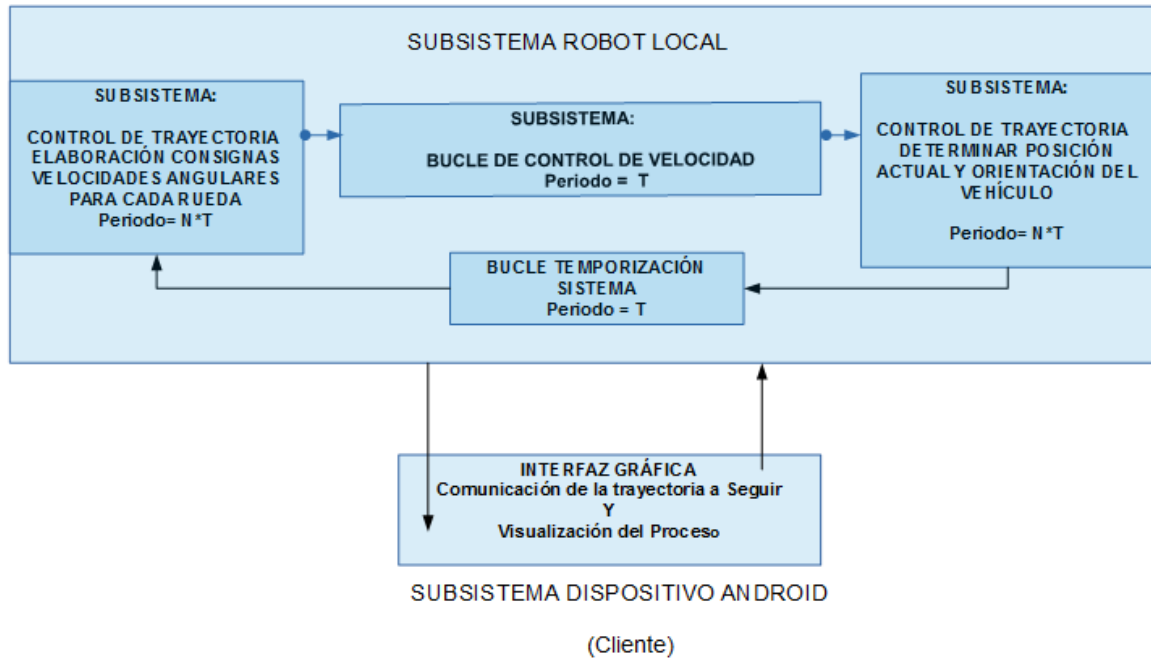 SUBSISTEMA ROBOT LOCAL
SUBSISTEMA:
CONTROL DE TRAYECTORIA
ELABORACIÓN CONSIGNAS
VELOCIDADES ANGULARES
PARA CADA RUEDA
Periodo= N*T
SUBSISTEMA:
BUCLE DE CONTROL DE VELOCIDAD
Periodo = T
SUBSISTEMA:
CONTROL DE TRAYECTORIA
DETERMINAR POSICIÓN
ACTUAL Y ORIENTACIÓN DEL
VEHÍCULO
Periodo= N*T
BUCLE TEMPORIZACIÓN
SISTEMA
Periodo = T
INTERFAZ GRÁFICA
Comunicación de la trayectoria a Seguir
Y
Visualización del Proceso
SUBSISTEMA DISPOSITIVO ANDROID
(Cliente)